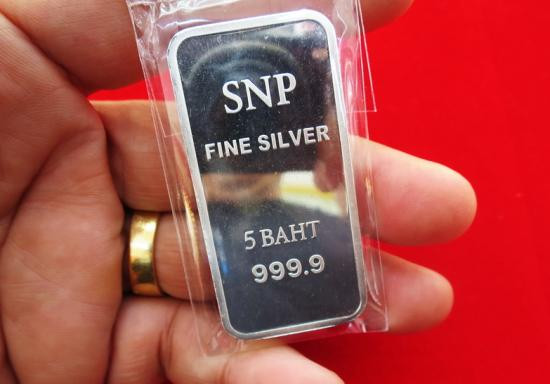 SNP
FINE SILVER
5 BAHT
999.9